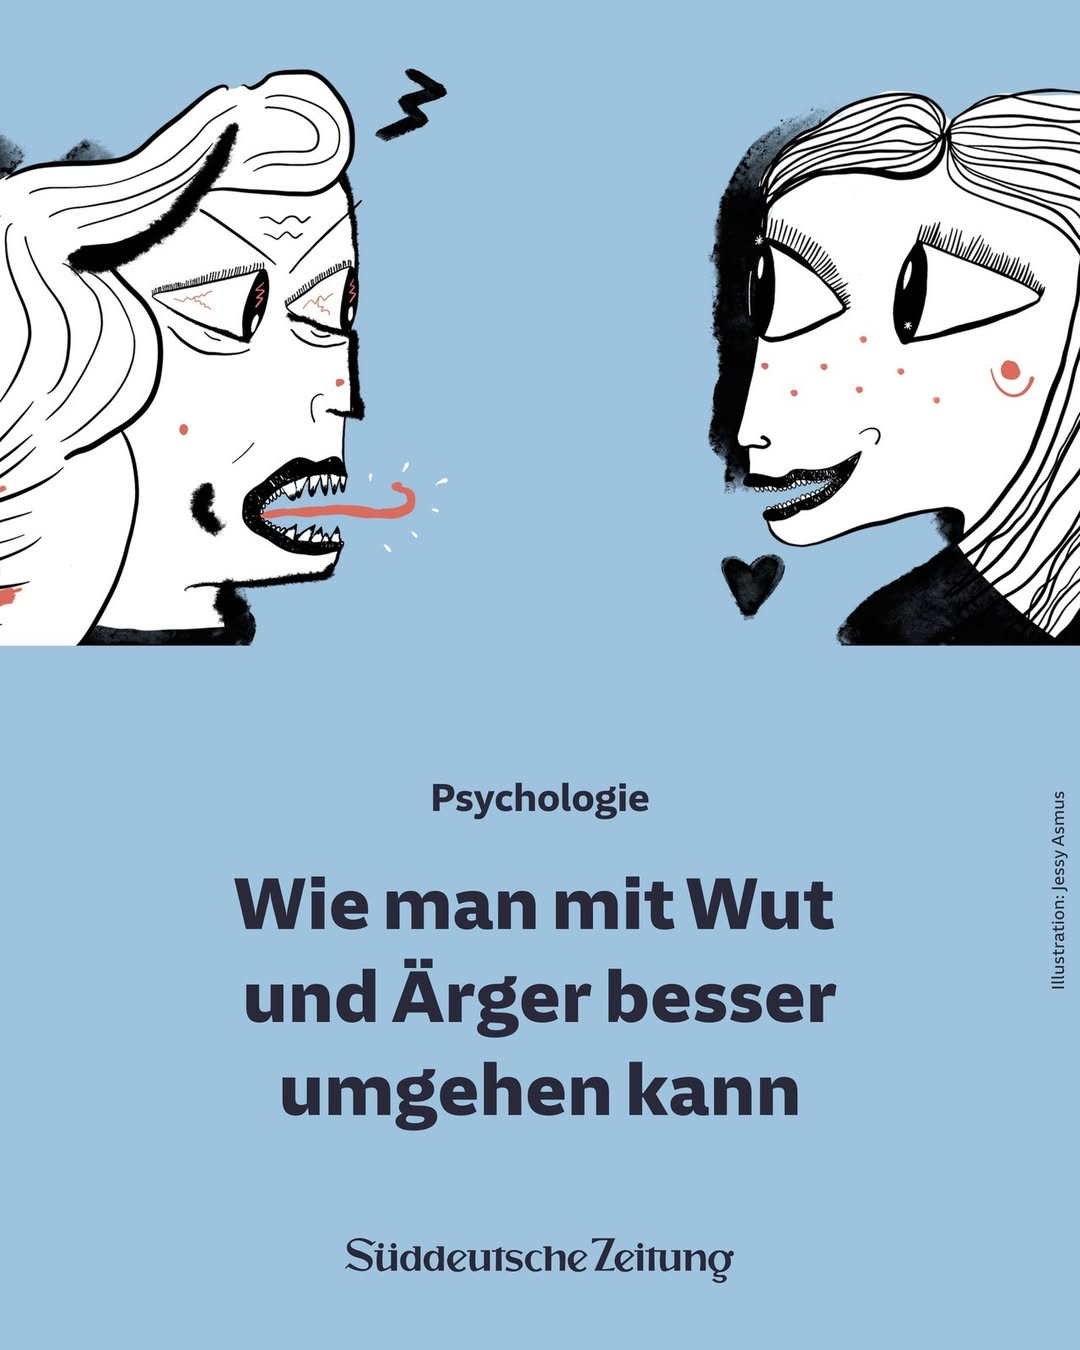 Psychologie
Wie man mit Wut
und Ärger besser
umgehen kann
Illustration: Jessy Asmus
Süddeutsche Zeitung